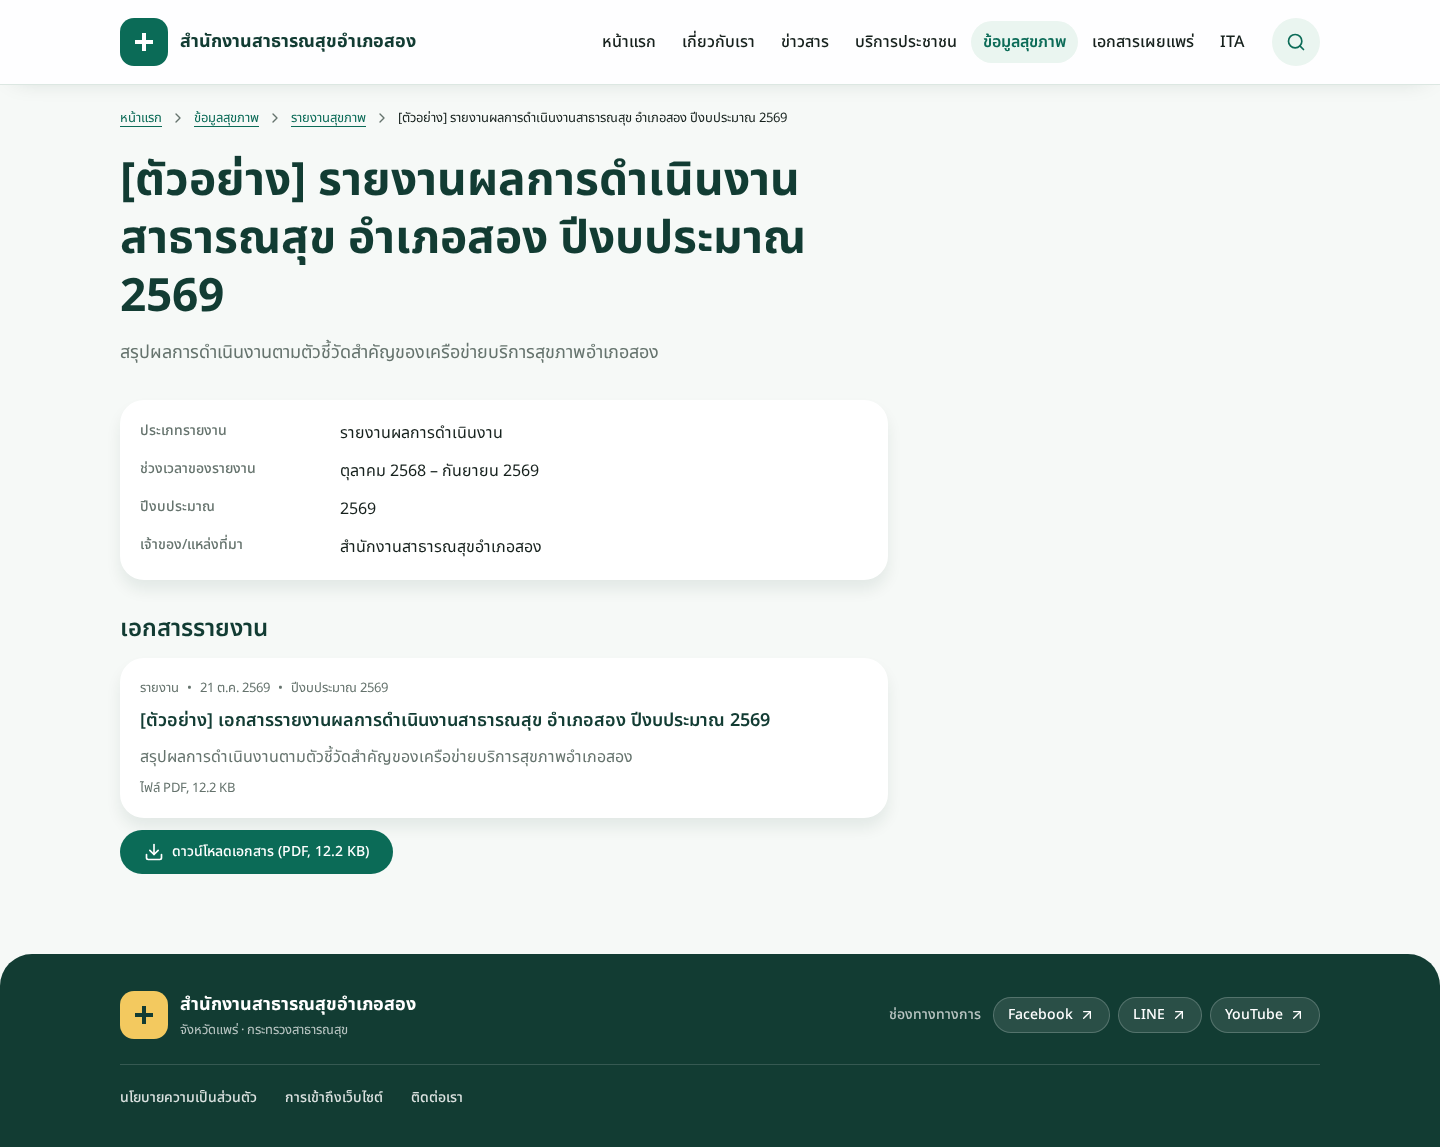 สำนักงานสาธารณสุขอำเภอสอง
หน้าแรก เกี่ยวกับเรา ข่าวสาร บริการประชาชน ข้อมูลสุขภาพ เอกสารเผยแพร่ ITA
หน้าแรก ข้อมูลสุขภาพ รายงานสุขภาพ [ตัวอย่าง] รายงานผลการดำเนินงานสาธารณสุข อำเภอสอง ปีงบประมาณ 2569
[ตัวอย่าง] รายงานผลการดำเนินงาน
สาธารณสุข อำเภอสอง ปีงบประมาณ
2569
สรุปผลการดำเนินงานตามตัวชี้วัดสำคัญของเครือข่ายบริการสุขภาพอำเภอสอง
ประเภทรายงาน รายงานผลการดำเนินงาน
ช่วงเวลาของรายงาน ตุลาคม 2568 – กันยายน 2569
ปีงบประมาณ 2569
เจ้าของ/แหล่งที่มา สำนักงานสาธารณสุขอำเภอสอง
เอกสารรายงาน
รายงาน • 21 ต.ค. 2569 • ปีงบประมาณ 2569
[ตัวอย่าง] เอกสารรายงานผลการดำเนินงานสาธารณสุข อำเภอสอง ปีงบประมาณ 2569
สรุปผลการดำเนินงานตามตัวชี้วัดสำคัญของเครือข่ายบริการสุขภาพอำเภอสอง
ไฟล์ PDF, 12.2 KB
ดาวน์โหลดเอกสาร (PDF, 12.2 KB)
สำนักงานสาธารณสุขอำเภอสอง
จังหวัดแพร่ · กระทรวงสาธารณสุข
ช่องทางทางการ Facebook LINE YouTube
นโยบายความเป็นส่วนตัว การเข้าถึงเว็บไซต์ ติดต่อเรา